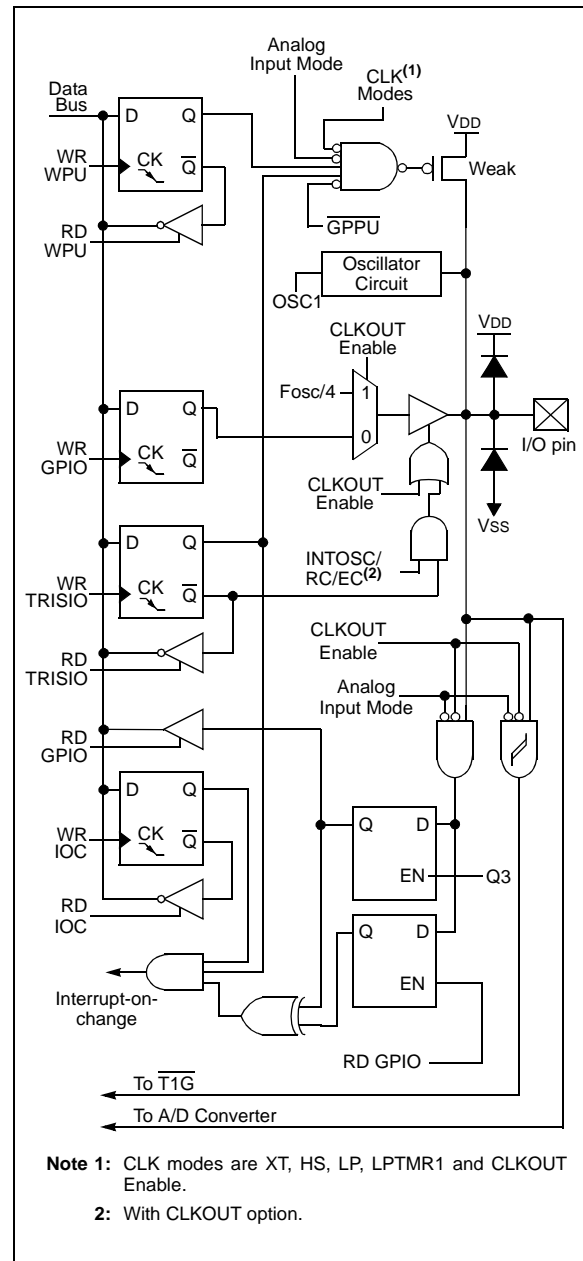 Analog
Input Mode
CLK(1)
Modes
Data
Bus
VDD
D Q
WR
WPU
CK Q
Weak
RD
WPU
GPPU
Oscillator
Circuit
OSC1
CLKOUT
Enable
VDD
Fosc/4
1
D Q
0
I/O pin
WR
GPIO
CK Q
CLKOUT
Enable
VSS
D Q
INTOSC/
RC/EC(2)
WR
TRISIO
CK Q
CLKOUT
Enable
RD
TRISIO
Analog
Input Mode
RD
GPIO
D Q
WR
IOC
CK Q
Q D
EN
Q3
RD
IOC
Q D
EN
Interrupt-on-
change
RD GPIO
To T1G
To A/D Converter
Note 1: CLK modes are XT, HS, LP, LPTMR1 and CLKOUT
Enable.
2: With CLKOUT option.